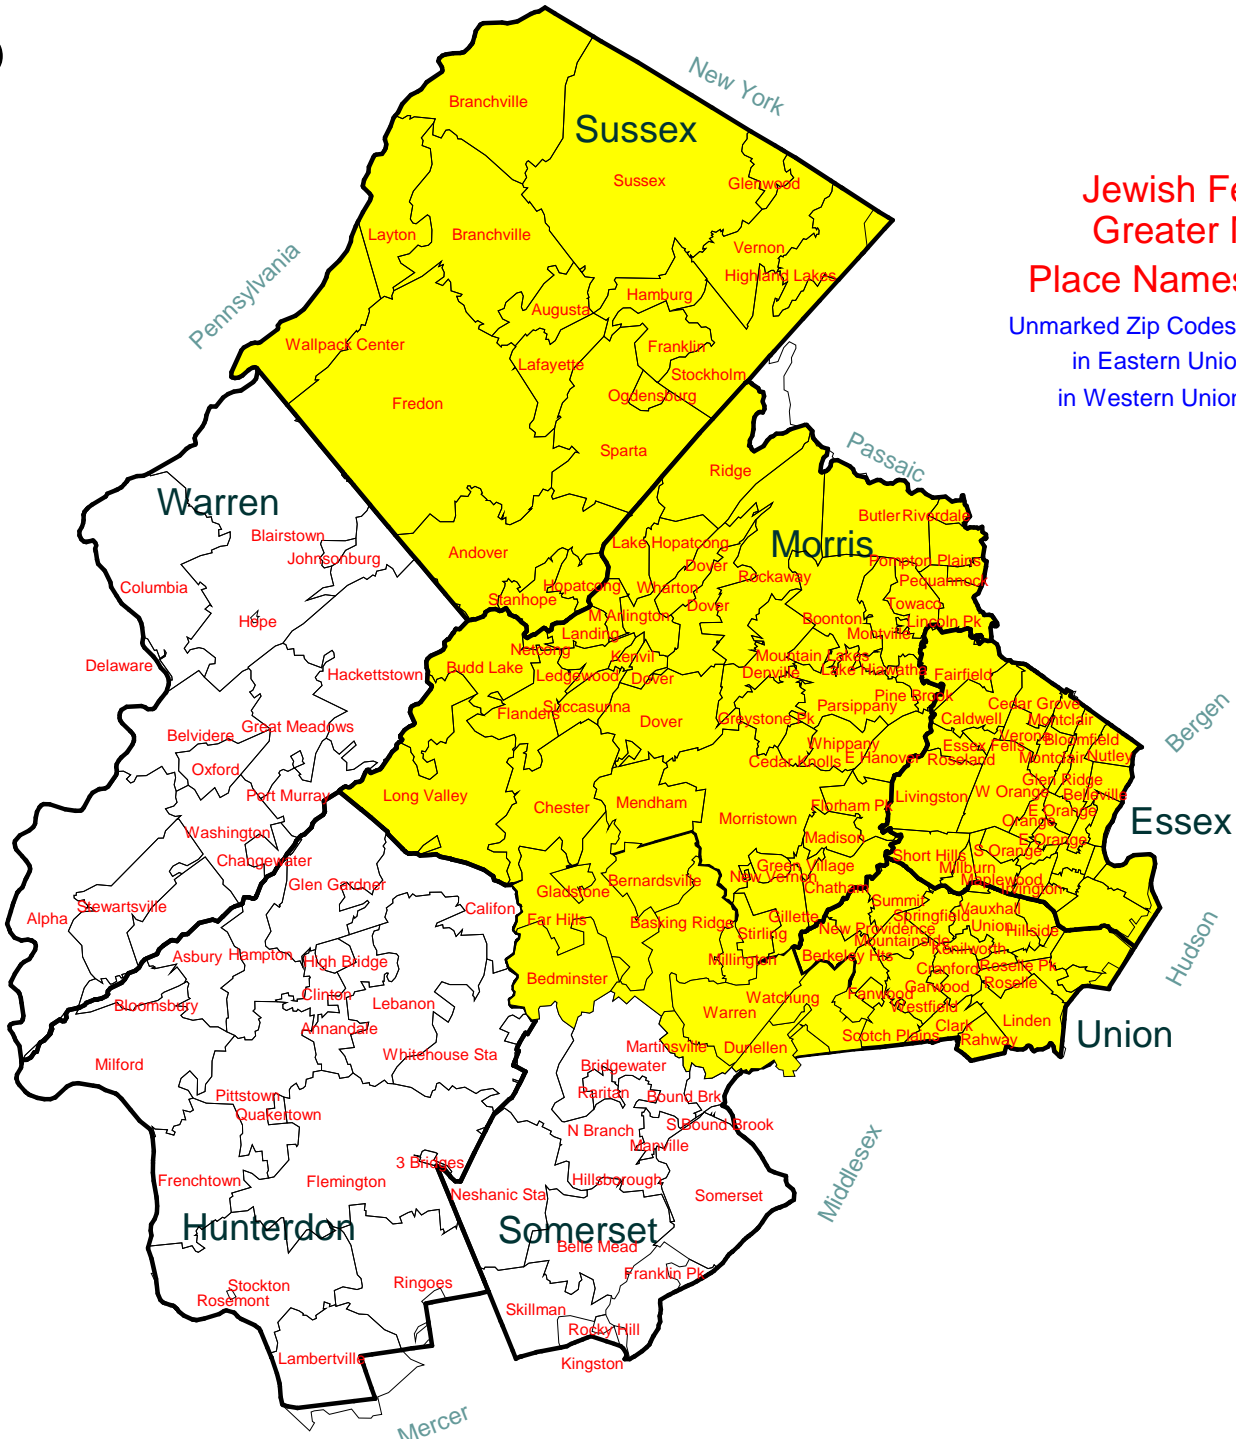 New York
Branchville
Sussex
Sussex
Glenwood
Jewish Fe
Greater
Place Names
Unmarked Zip Codes
in Eastern Unio
in Western Union
Layton
Branchville
Vernon
Highland Lakes
Pennsylvania
Hamburg
Augusta
Wallpack Center
Franklin
Lafayette
Stockholm
Ogdensburg
Fredon
Sparta
Passaic
Ridge
Warren
Butler
Riverdale
Blairstown
Morris
Lake Hopatcong
Andover
Johnsonburg
Pompton Plains
Dover
Rockaway
Pequannock
Columbia
Hopatcong
Wharton
Stanhope
Dover
Towaco
M Arlington
Boonton
Lincoln Pk
Hope
Landing
Montville
Netcong
Kenvil
Mountain Lakes
Delaware
Budd Lake
Lake Hiawatha
Hackettstown
Ledgewood
Dover
Denville
Fairfield
Pine Brook
Cedar Grove
Flanders
Succasunna
Parsippany
Bergen
Dover
Greystone Pk
Caldwell
Montclair
Great Meadows
Belvidere
Verona
Bloomfield
Whippany
Essex Fells
E Hanover
Roseland
Montclair
Nutley
Cedar Knolls
Oxford
Glen Ridge
Port Murray
Long Valley
Livingston
W Orange
Belleville
Mendham
Chester
Florham Pk
E Orange
Morristown
Orange
Essex
Washington
Madison
E Orange
S Orange
Changewater
Short Hills
Green Village
Milburn
New Vernon
Maplewood
Glen Gardner
Bernardsville
Chatham
Irvington
Gladstone
Summit
Stewartsville
Califon
Vauxhall
Alpha
Far Hills
Basking Ridge
Gillette
Springfield
New Providence
Union
Hillside
Stirling
Mountainside
Hudson
Asbury
Hampton
High Bridge
Millington
Berkeley Hts
Kenilworth
Cranford
Roselle Pk
Bedminster
Roselle
Clinton
Garwood
Fanwood
Bloomsbury
Lebanon
Watchung
Westfield
Warren
Annandale
Linden
Clark
Scotch Plains
Rahway
Union
Martinsville
Dunellen
Whitehouse Sta
Milford
Bridgewater
Pittstown
Raritan
Bound Brk
Quakertown
S Bound Brook
N Branch
Manville
3 Bridges
Middlesex
Frenchtown
Flemington
Hillsborough
Neshanic Sta
Somerset
Hunterdon
Somerset
Belle Mead
Franklin Pk
Stockton
Ringoes
Rosemont
Skillman
Rocky Hill
Lambertville
Kingston
Mercer